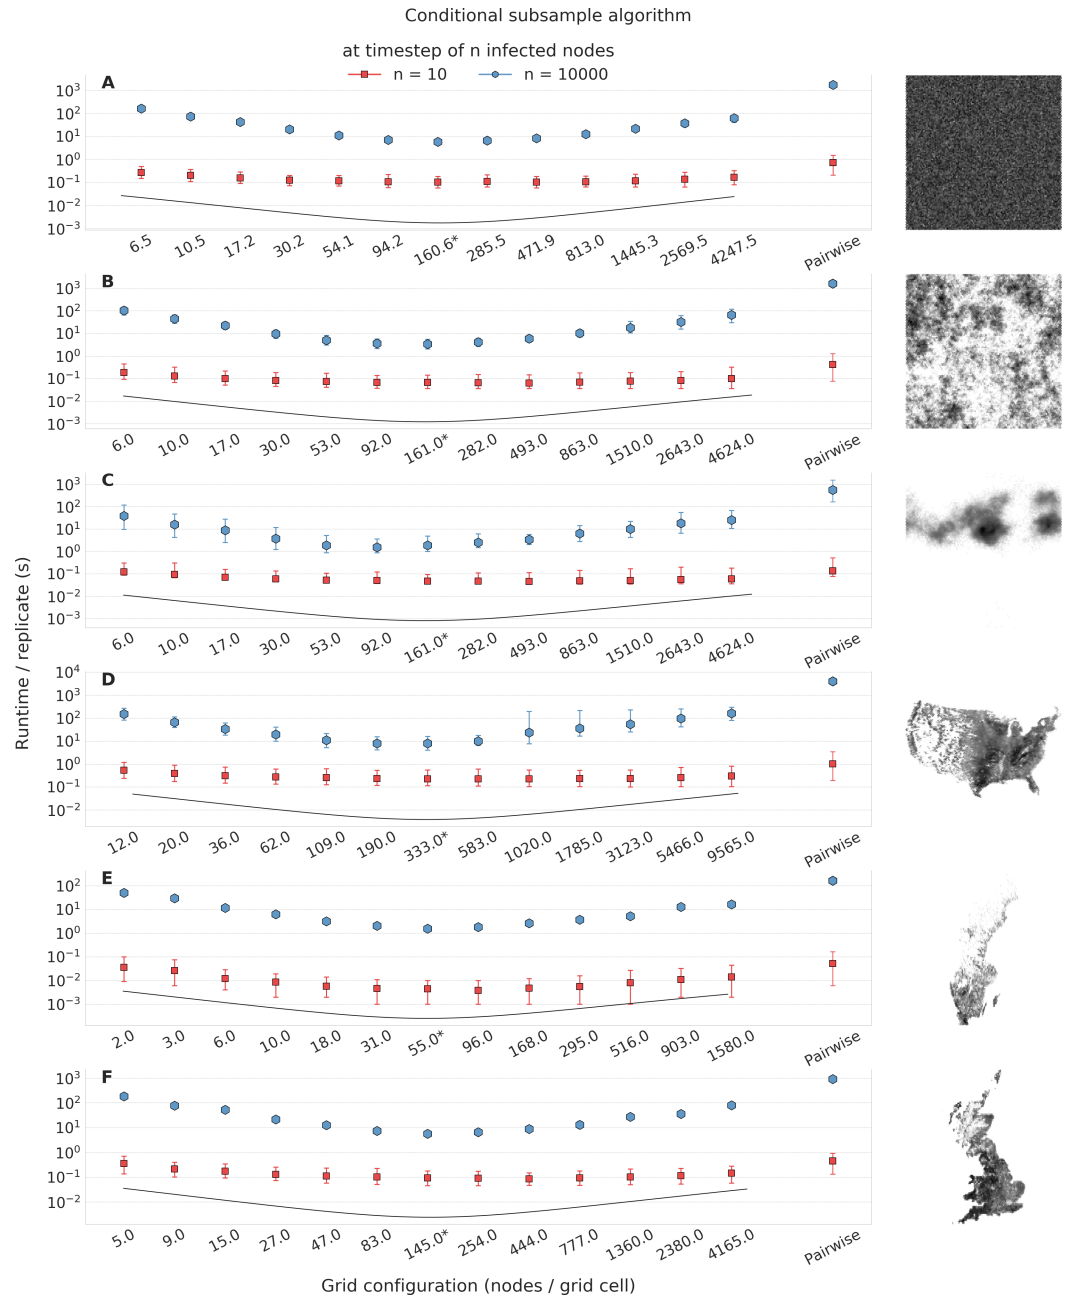 Conditional subsample algorithm
at timestep of n infected nodes
n = 10 n = 10000
A
10³
10²
10¹
10⁰
10⁻¹
10⁻²
10⁻³
6.5 10.5 17.2 30.2 54.1 94.2 160.6* 285.5 471.9 813.0 1445.3 2569.5 4247.5 Pairwise
B
10³
10²
10¹
10⁰
10⁻¹
10⁻²
10⁻³
6.0 10.0 17.0 30.0 53.0 92.0 161.0* 282.0 493.0 863.0 1510.0 2643.0 4624.0 Pairwise
C
10³
10²
10¹
10⁰
10⁻¹
10⁻²
10⁻³
6.0 10.0 17.0 30.0 53.0 92.0 161.0* 282.0 493.0 863.0 1510.0 2643.0 4624.0 Pairwise
Runtime / replicate (s)
D
10⁴
10³
10²
10¹
10⁰
10⁻¹
10⁻²
12.0 20.0 36.0 62.0 109.0 190.0 333.0* 583.0 1020.0 1785.0 3123.0 5466.0 9565.0 Pairwise
E
10²
10¹
10⁰
10⁻¹
10⁻²
10⁻³
2.0 3.0 6.0 10.0 18.0 31.0 55.0* 96.0 168.0 295.0 516.0 903.0 1580.0 Pairwise
F
10³
10²
10¹
10⁰
10⁻¹
10⁻²
5.0 9.0 15.0 27.0 47.0 83.0 145.0* 254.0 444.0 777.0 1360.0 2380.0 4165.0 Pairwise
Grid configuration (nodes / grid cell)